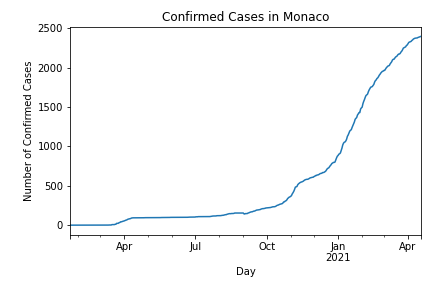 Confirmed Cases in Monaco
2500
2000
1500
1000
500
0
Number of Confirmed Cases
Apr Jul Oct Jan Apr
2021
Day